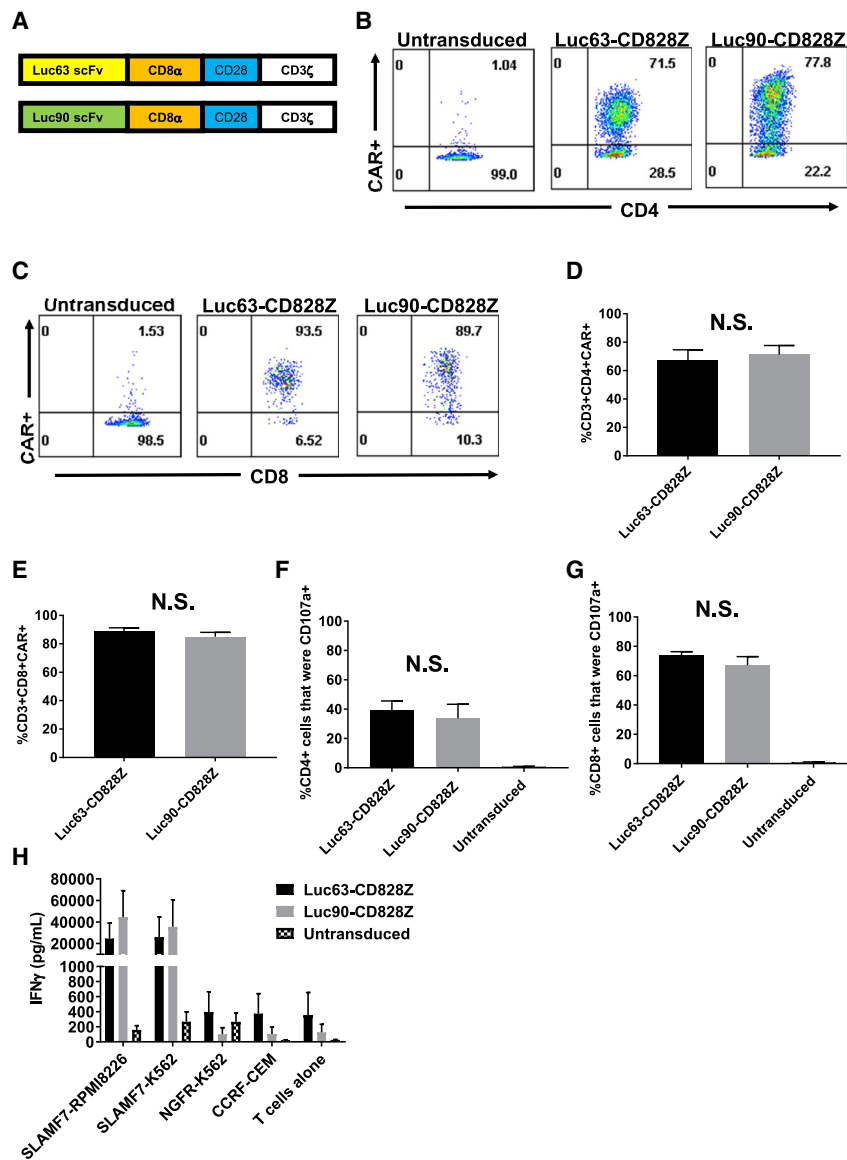 A
Luc63 scFv CD8α CD28 CD3ζ
Luc90 scFv CD8α CD28 CD3ζ
B
Untransduced Luc63-CD828Z Luc90-CD828Z
0 1.04 0 71.5 0 77.8
0 99.0 0 28.5 0 22.2
CAR+
CD4
C
Untransduced Luc63-CD828Z Luc90-CD828Z
0 1.53 0 93.5 0 89.7
0 98.5 0 6.52 0 10.3
CAR+
CD8
D
N.S.
%CD3+CD4+CAR+
100
80
60
40
20
0
Luc63-CD828Z
Luc90-CD828Z
E
N.S.
%CD3+CD8+CAR+
100
80
60
40
20
0
Luc63-CD828Z
Luc90-CD828Z
F
N.S.
%CD4+ cells that were CD107a+
100
80
60
40
20
0
Luc63-CD828Z
Luc90-CD828Z
Untransduced
G
N.S.
%CD8+ cells that were CD107a+
100
80
60
40
20
0
Luc63-CD828Z
Luc90-CD828Z
Untransduced
H
IFNγ (pg/mL)
80000
60000
40000
20000
1000
800
600
400
200
0
Luc63-CD828Z
Luc90-CD828Z
Untransduced
SLAMF7-RPMI8226
SLAMF7-K562
NGFR-K562
CCRF-CEM
T cells alone